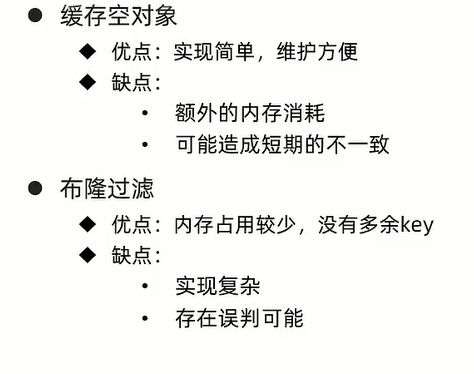 ● 缓存空对象
◆ 优点：实现简单，维护方便
◆ 缺点：
• 额外的内存消耗
• 可能造成短期的不一致
● 布隆过滤
◆ 优点：内存占用较少，没有多余key
◆ 缺点：
• 实现复杂
• 存在误判可能